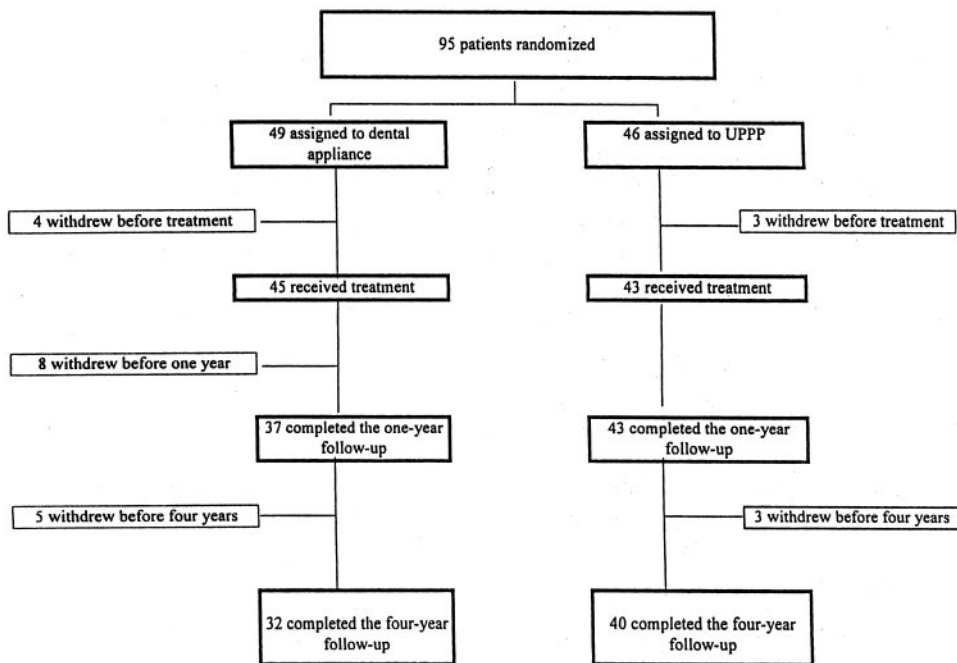 95 patients randomized
49 assigned to dental
appliance
46 assigned to UPPP
4 withdrew before treatment
3 withdrew before treatment
45 received treatment
43 received treatment
8 withdrew before one year
37 completed the one-year
follow-up
43 completed the one-year
follow-up
5 withdrew before four years
3 withdrew before four years
32 completed the four-year
follow-up
40 completed the four-year
follow-up